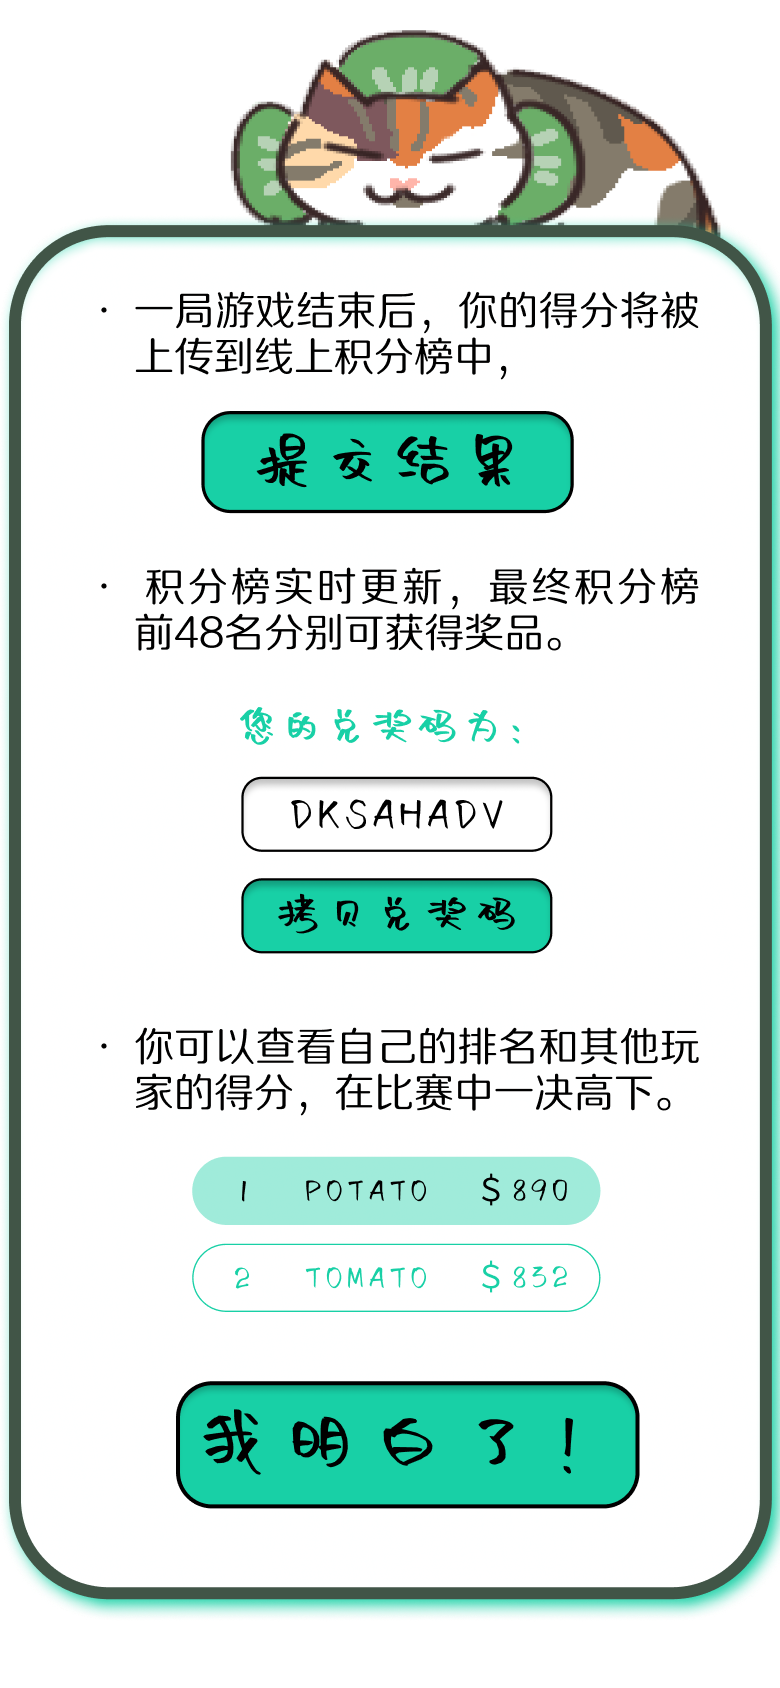 · 一局游戏结束后，你的得分将被
上传到线上积分榜中，
提交结果
· 积分榜实时更新，最终积分榜
前48名分别可获得奖品。
您的兑奖码为：
DKSAHADV
拷贝兑奖码
· 你可以查看自己的排名和其他玩
家的得分，在比赛中一决高下。
1 POTATO $890
2 TOMATO $832
我明白了！